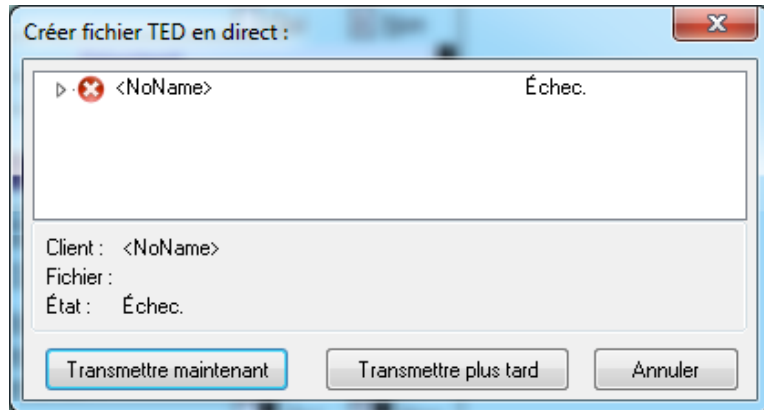 Créer fichier TED en direct :
<NoName> Échec.
Client : <NoName>
Fichier :
État : Échec.
Transmettre maintenant Transmettre plus tard Annuler